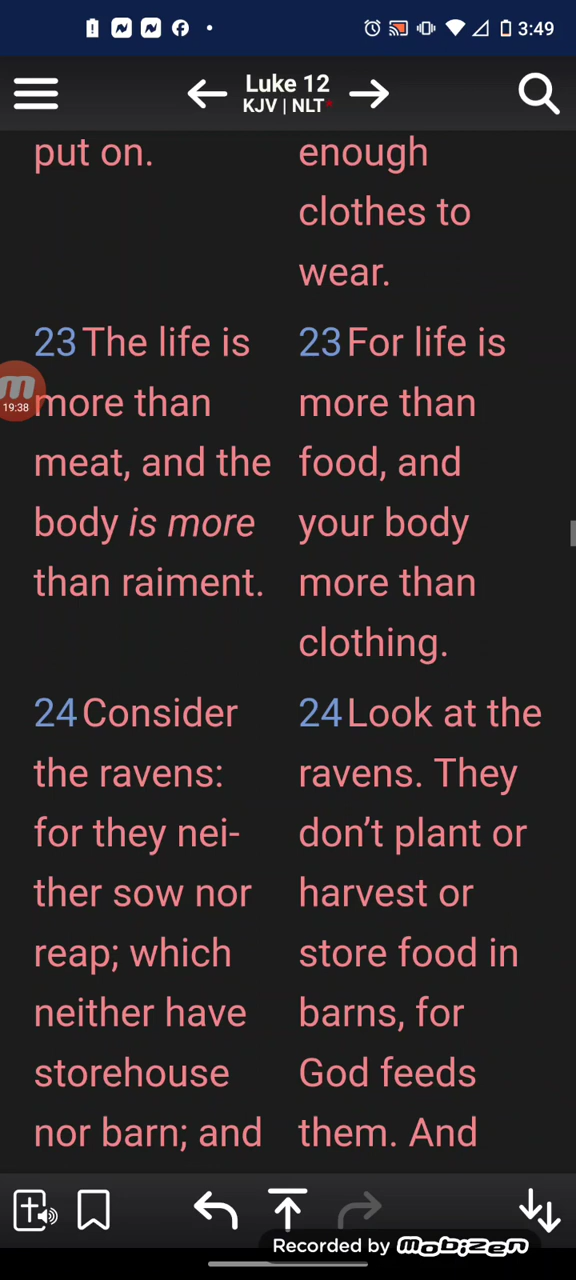 3:49
Luke 12
KJV | NLT*
put on.
23 The life is
more than
meat, and the
body is more
than raiment.
24 Consider
the ravens:
for they nei-
ther sow nor
reap; which
neither have
storehouse
nor barn; and
enough
clothes to
wear.
23 For life is
more than
food, and
your body
more than
clothing.
24 Look at the
ravens. They
don’t plant or
harvest or
store food in
barns, for
God feeds
them. And
19:38
Recorded by mobizen